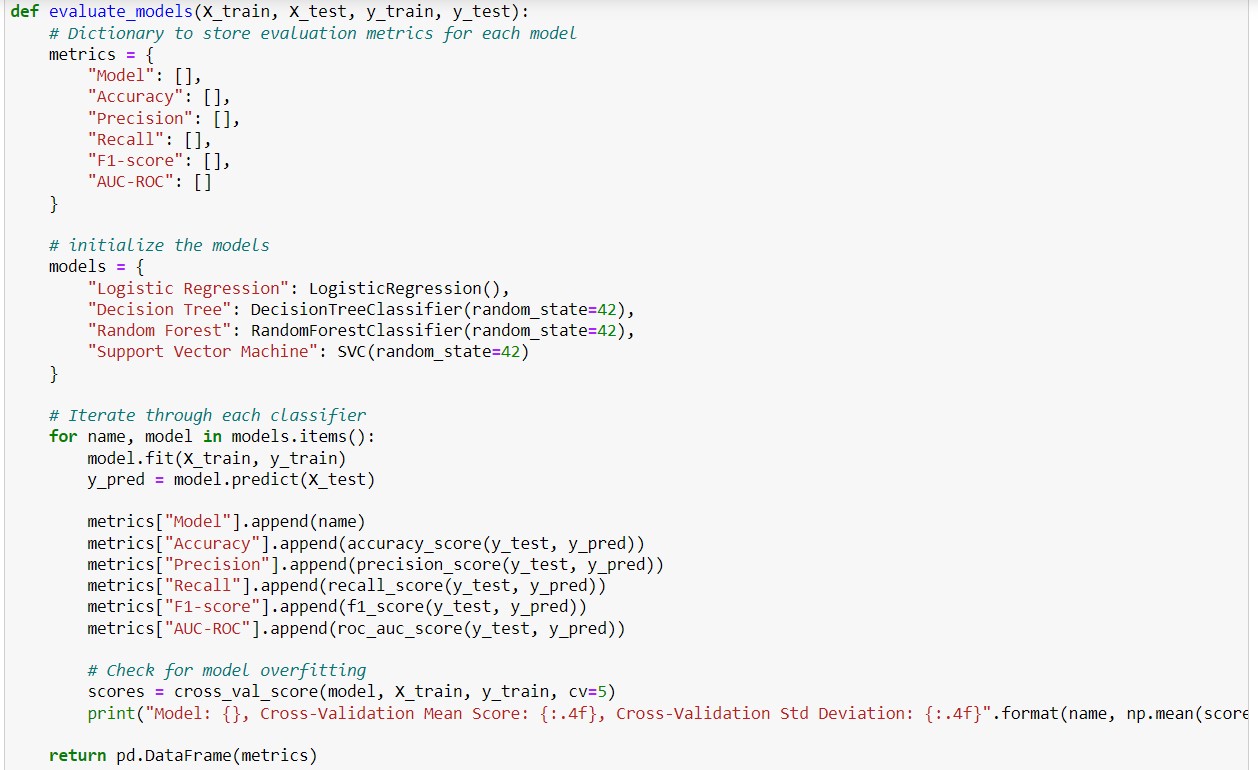 def evaluate_models(X_train, X_test, y_train, y_test):
    # Dictionary to store evaluation metrics for each model
    metrics = {
        "Model": [],
        "Accuracy": [],
        "Precision": [],
        "Recall": [],
        "F1-score": [],
        "AUC-ROC": []
    }

    # initialize the models
    models = {
        "Logistic Regression": LogisticRegression(),
        "Decision Tree": DecisionTreeClassifier(random_state=42),
        "Random Forest": RandomForestClassifier(random_state=42),
        "Support Vector Machine": SVC(random_state=42)
    }

    # Iterate through each classifier
    for name, model in models.items():
        model.fit(X_train, y_train)
        y_pred = model.predict(X_test)

        metrics["Model"].append(name)
        metrics["Accuracy"].append(accuracy_score(y_test, y_pred))
        metrics["Precision"].append(precision_score(y_test, y_pred))
        metrics["Recall"].append(recall_score(y_test, y_pred))
        metrics["F1-score"].append(f1_score(y_test, y_pred))
        metrics["AUC-ROC"].append(roc_auc_score(y_test, y_pred))

        # Check for model overfitting
        scores = cross_val_score(model, X_train, y_train, cv=5)
        print("Model: {}, Cross-Validation Mean Score: {:.4f}, Cross-Validation Std Deviation: {:.4f}".format(name, np.mean(score

    return pd.DataFrame(metrics)